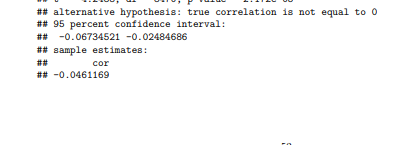 ## alternative hypothesis: true correlation is not equal to 0
## 95 percent confidence interval:
## -0.06734521 -0.02484686
## sample estimates:
## cor
## -0.0461169